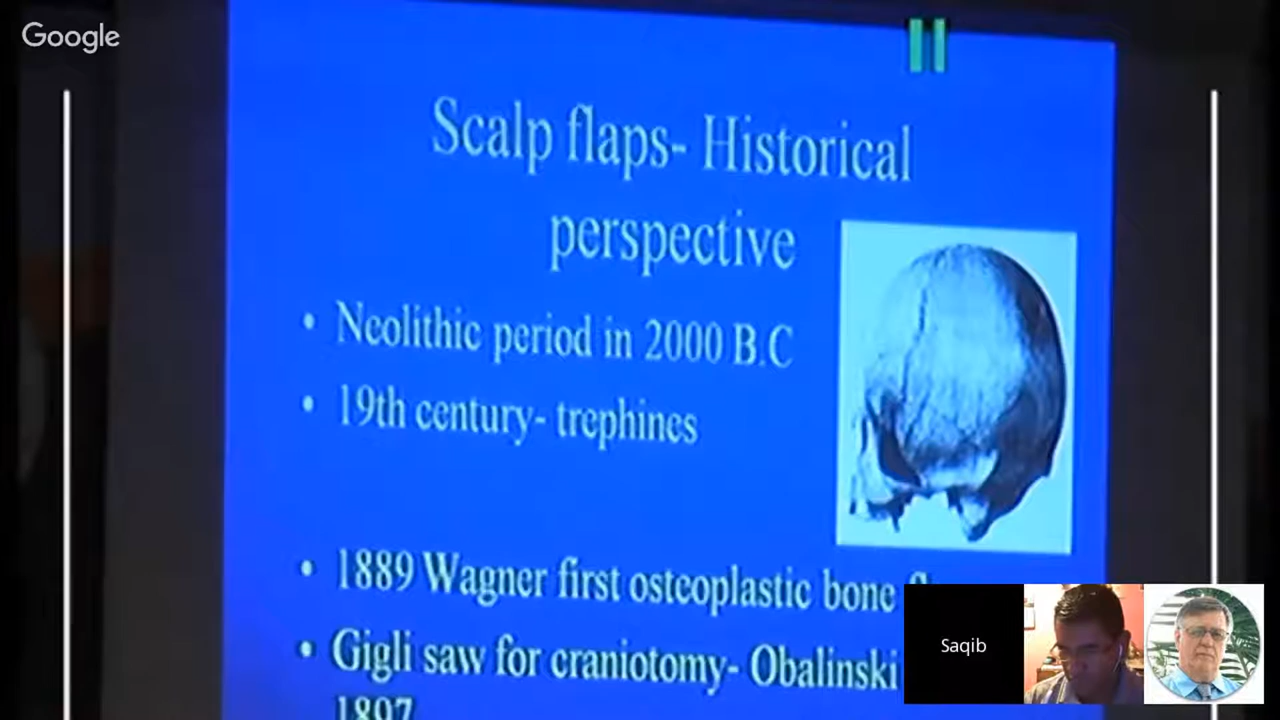 Google
Scalp flaps- Historical
perspective
• Neolithic period in 2000 B.C
• 19th century- trephines
• 1889 Wagner first osteoplastic bone
• Gigli saw for craniotomy- Obalinski
1897
Saqib